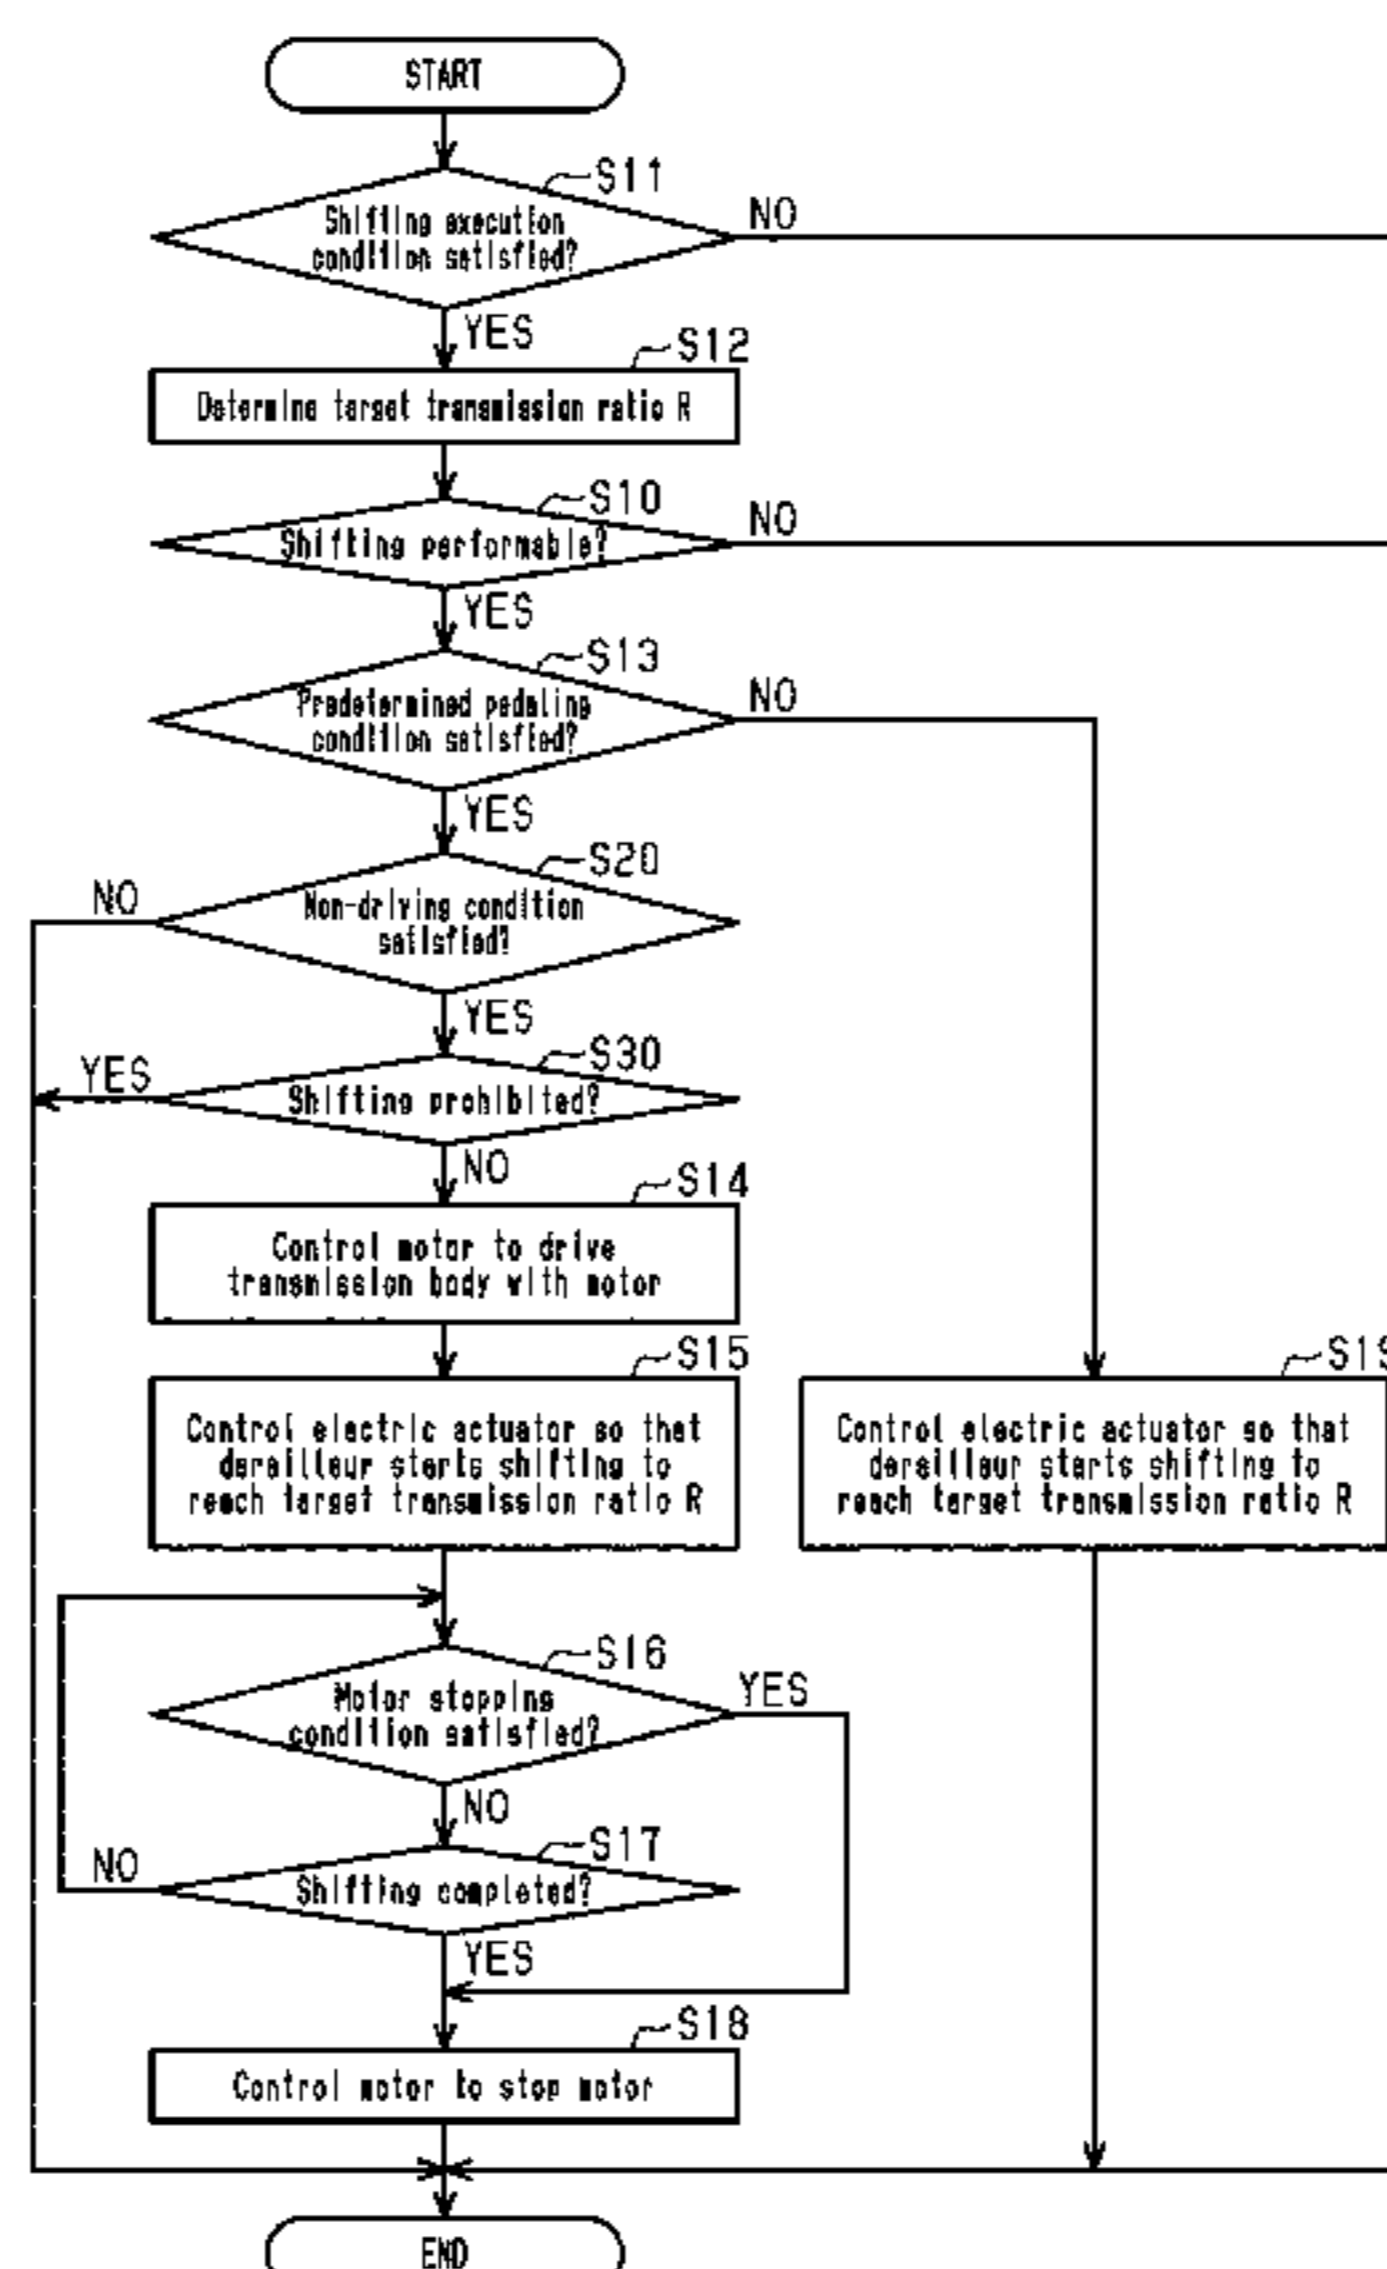 START
S11
Shifting execution
condition satisfied?
NO
YES
S12
Determine target transmission ratio R
S10
Shifting performable?
NO
YES
S13
Predetermined pedaling
condition satisfied?
NO
YES
S20
Non-driving condition
satisfied?
NO
YES
S30
Shifting prohibited?
YES
NO
S14
Control motor to drive
transmission body with motor
S15
Control electric actuator so that
derailleur starts shifting to
reach target transmission ratio R
S19
Control electric actuator so that
derailleur starts shifting to
reach target transmission ratio R
S16
Motor stopping
condition satisfied?
YES
NO
S17
Shifting completed?
NO
YES
S18
Control motor to stop motor
END